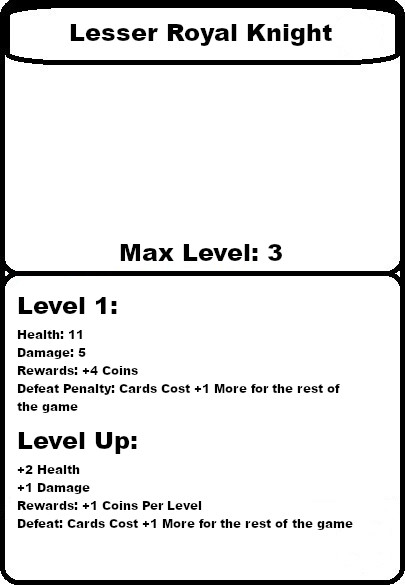 Lesser Royal Knight
Max Level: 3
Level 1:
Health: 11
Damage: 5
Rewards: +4 Coins
Defeat Penalty: Cards Cost +1 More for the rest of
the game
Level Up:
+2 Health
+1 Damage
Rewards: +1 Coins Per Level
Defeat: Cards Cost +1 More for the rest of the game